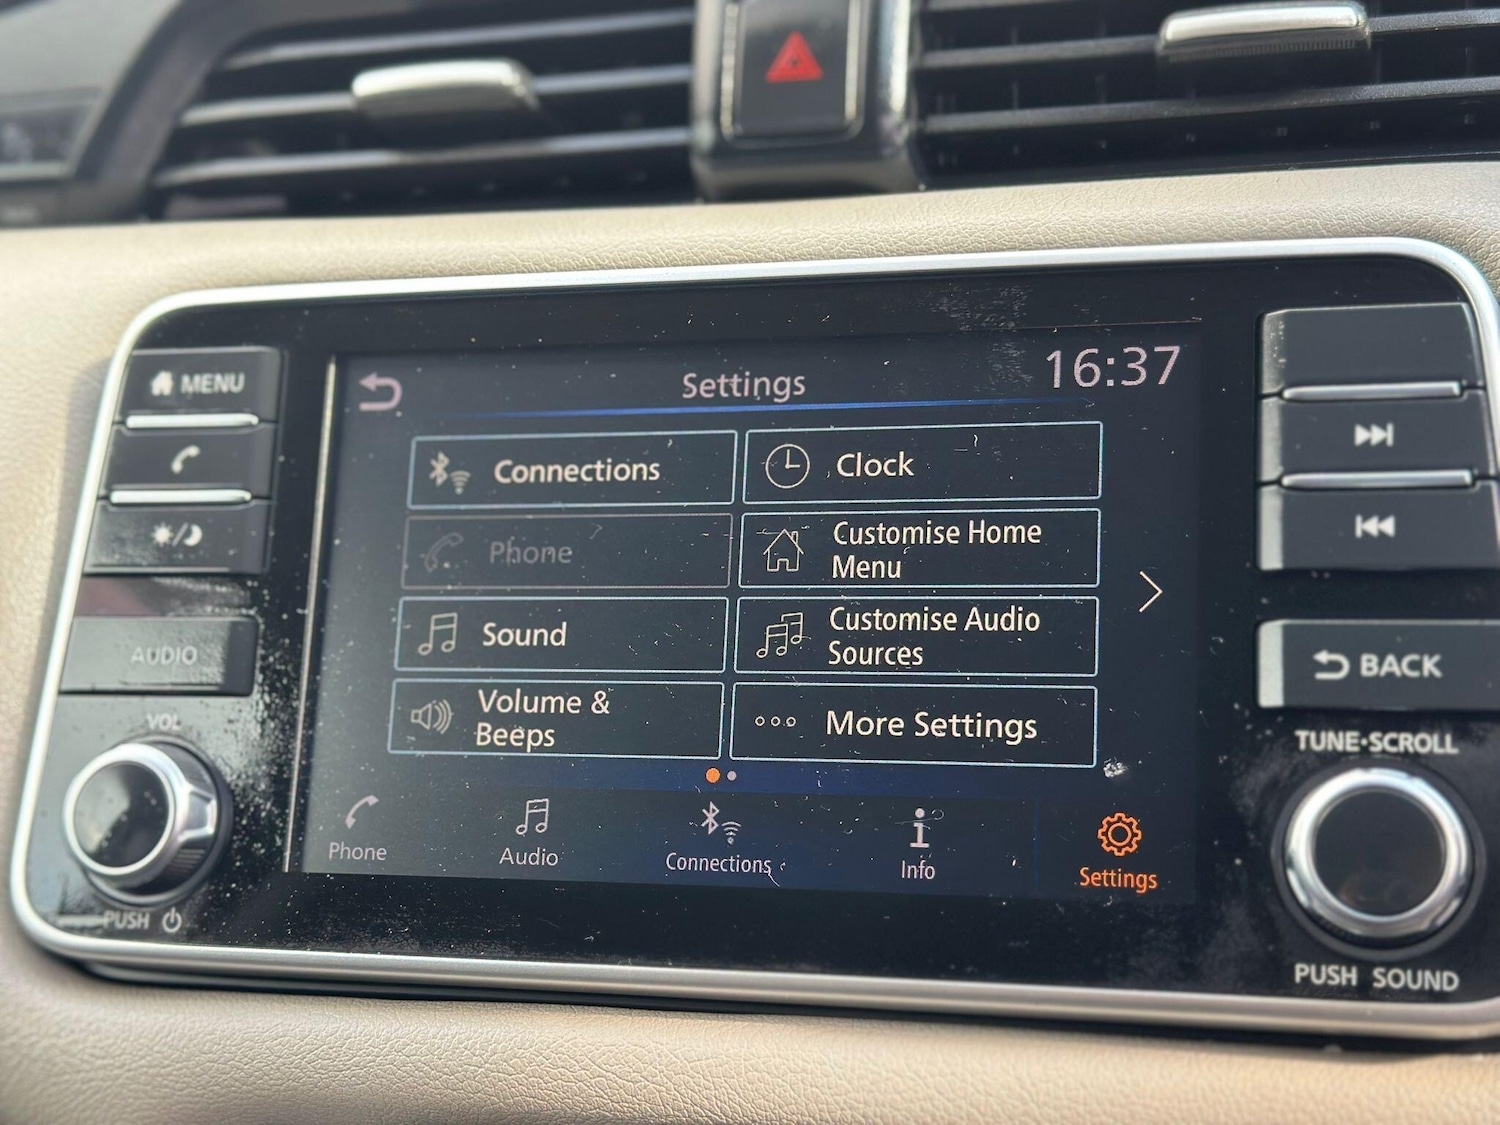 MENU
AUDIO
VOL
PUSH
Settings
16:37
Connections
Clock
Phone
Customise Home
Menu
Sound
Customise Audio
Sources
Volume &
Beeps
More Settings
Phone
Audio
Connections
Info
Settings
BACK
TUNE·SCROLL
PUSH SOUND